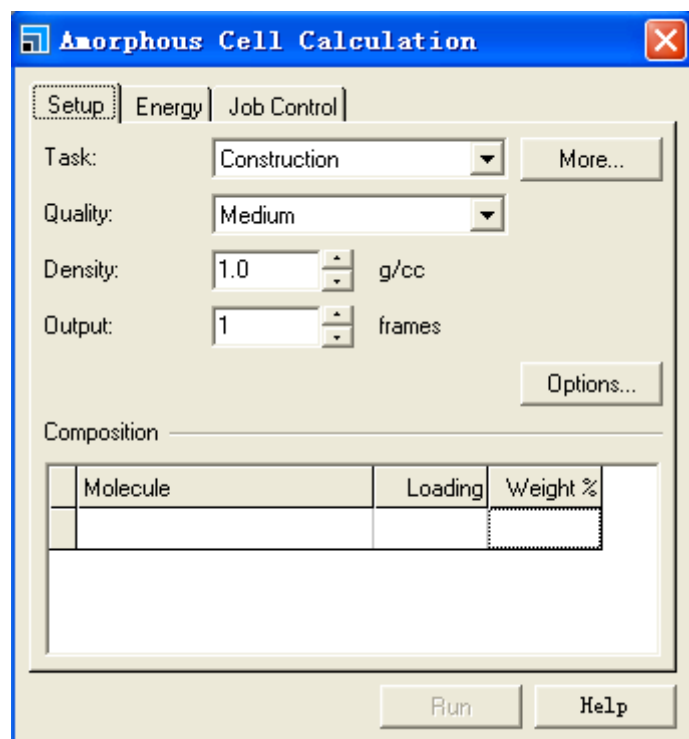 Amorphous Cell Calculation
Setup Energy Job Control
Task: Construction More...
Quality: Medium
Density: 1.0 g/cc
Output: 1 frames
Options...
Composition
Molecule Loading Weight %
Run Help